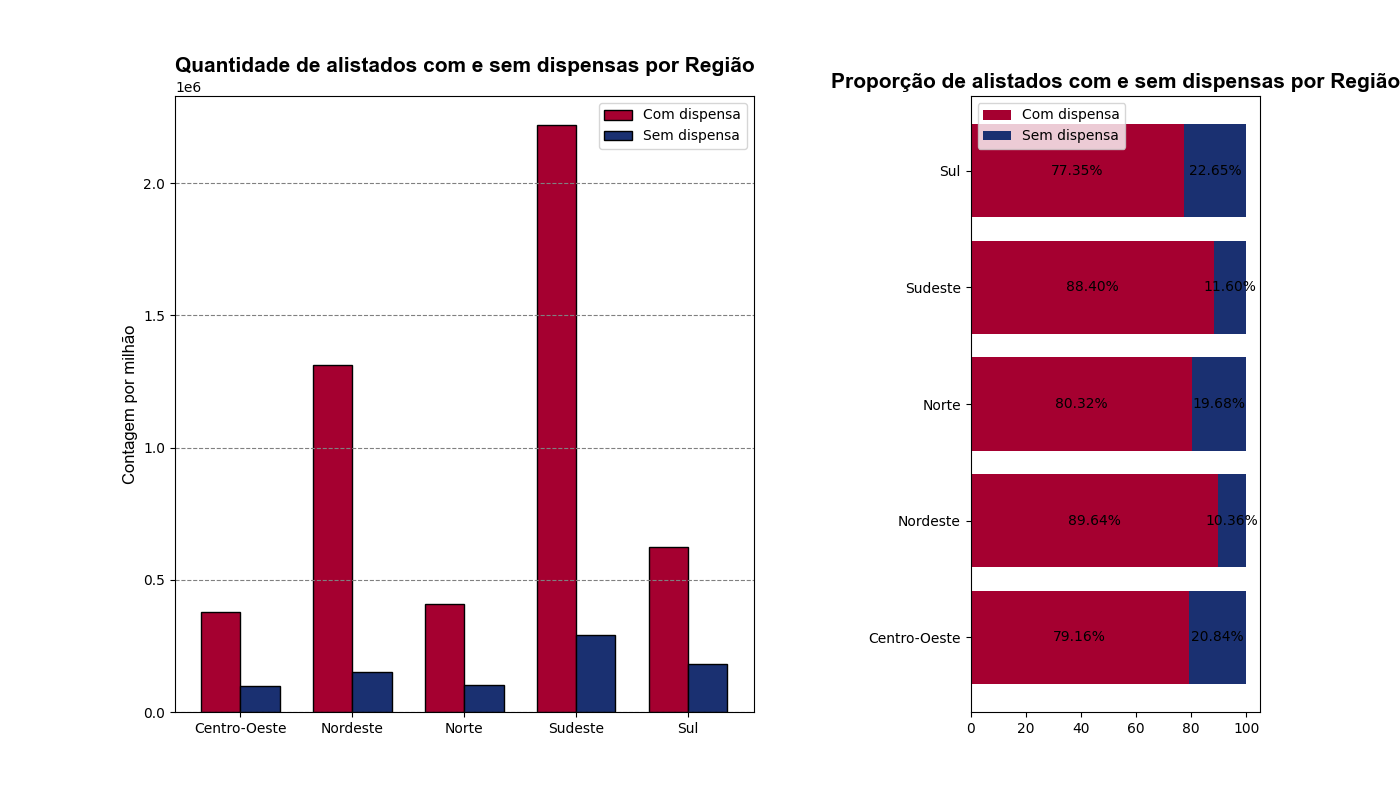 Quantidade de alistados com e sem dispensas por Região
1e6
Com dispensa
Sem dispensa
Contagem por milhão
2.0
1.5
1.0
0.5
0.0
Centro-Oeste Nordeste Norte Sudeste Sul
Proporção de alistados com e sem dispensas por Região
Com dispensa
Sem dispensa
Sul 77.35% 22.65%
Sudeste 88.40% 11.60%
Norte 80.32% 19.68%
Nordeste 89.64% 10.36%
Centro-Oeste 79.16% 20.84%
0 20 40 60 80 100